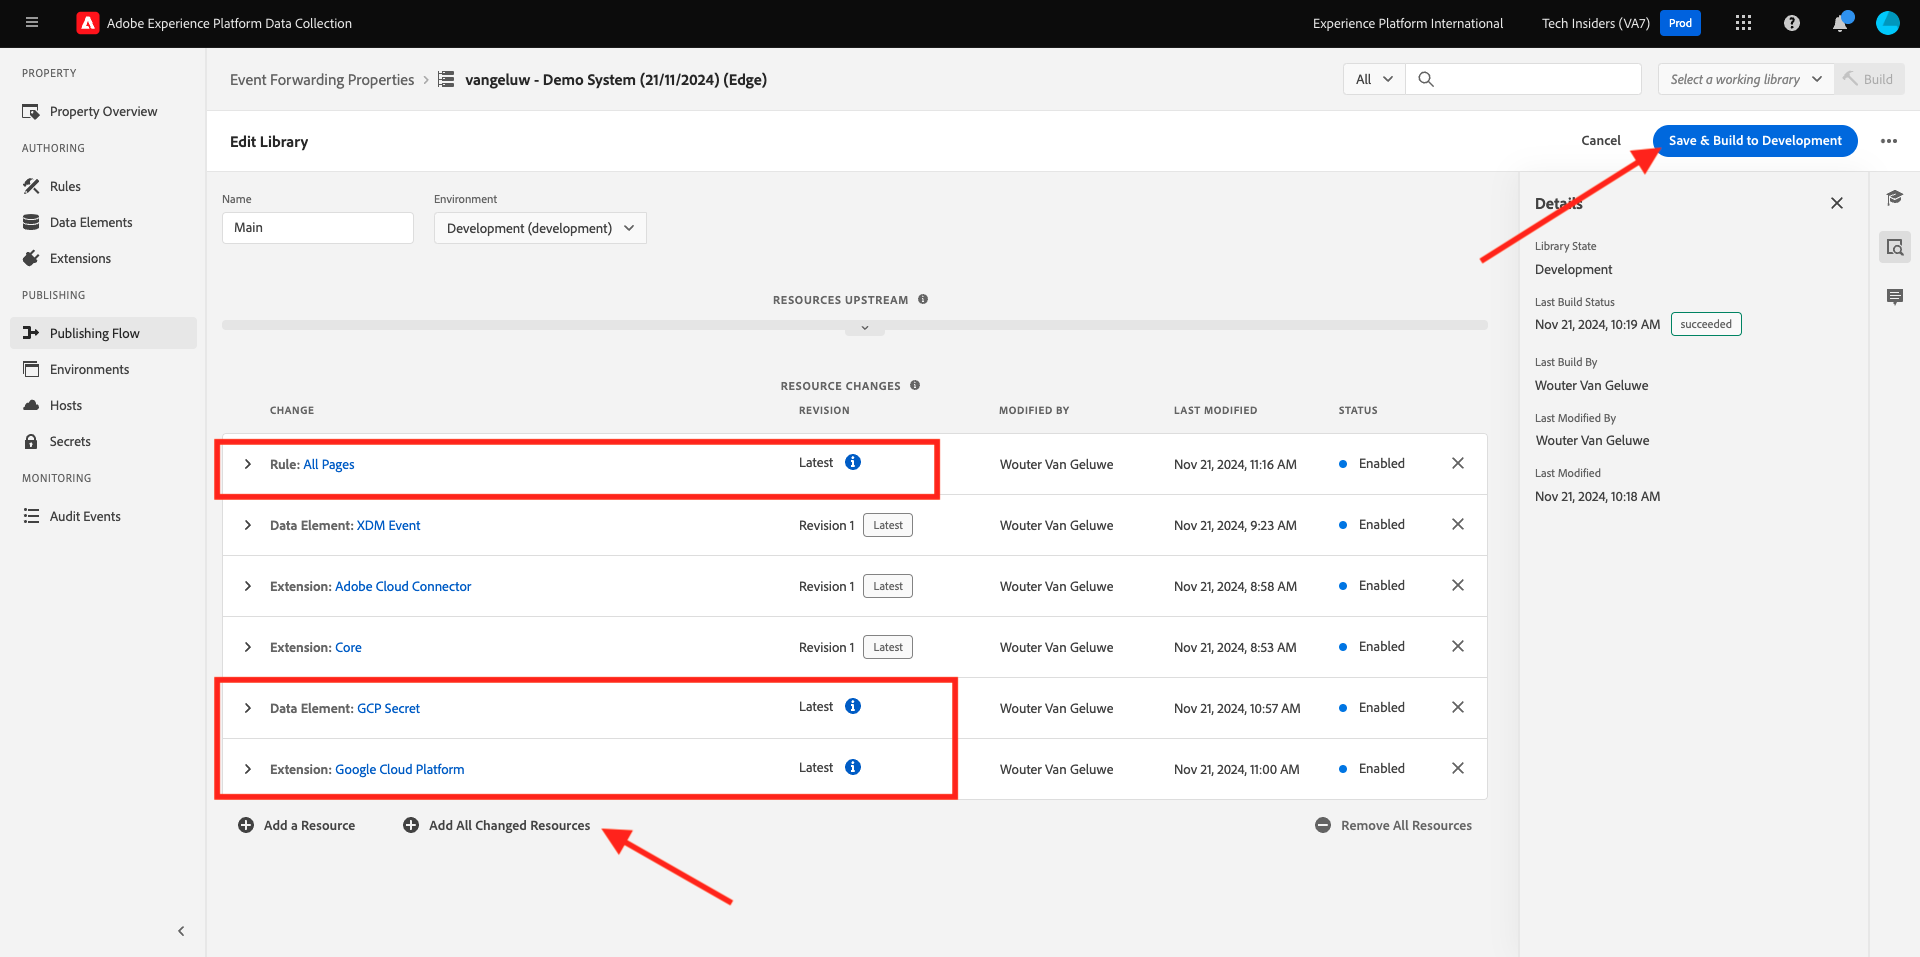 Adobe Experience Platform Data Collection
Experience Platform International
Tech Insiders (VA7)
Prod
PROPERTY
Property Overview
AUTHORING
Rules
Data Elements
Extensions
PUBLISHING
Publishing Flow
Environments
Hosts
Secrets
MONITORING
Audit Events
Event Forwarding Properties
vangeluw - Demo System (21/11/2024) (Edge)
All
Select a working library
Build
Edit Library
Cancel
Save & Build to Development
Name
Main
Environment
Development (development)
RESOURCES UPSTREAM
RESOURCE CHANGES
CHANGE REVISION MODIFIED BY LAST MODIFIED STATUS
Rule: All Pages Latest Wouter Van Geluwe Nov 21, 2024, 11:16 AM Enabled
Data Element: XDM Event Revision 1 Latest Wouter Van Geluwe Nov 21, 2024, 9:23 AM Enabled
Extension: Adobe Cloud Connector Revision 1 Latest Wouter Van Geluwe Nov 21, 2024, 8:58 AM Enabled
Extension: Core Revision 1 Latest Wouter Van Geluwe Nov 21, 2024, 8:53 AM Enabled
Data Element: GCP Secret Latest Wouter Van Geluwe Nov 21, 2024, 10:57 AM Enabled
Extension: Google Cloud Platform Latest Wouter Van Geluwe Nov 21, 2024, 11:00 AM Enabled
Add a Resource
Add All Changed Resources
Remove All Resources
Details
Library State
Development
Last Build Status
Nov 21, 2024, 10:19 AM succeeded
Last Build By
Wouter Van Geluwe
Last Modified By
Wouter Van Geluwe
Last Modified
Nov 21, 2024, 10:18 AM